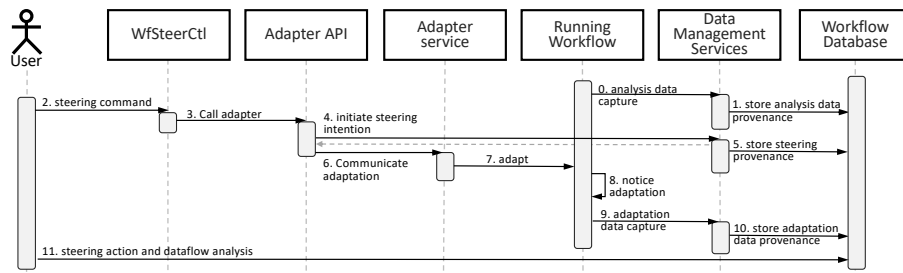 User
WfSteerCtl
Adapter API
Adapter
service
Running
Workflow
Data
Management
Services
Workflow
Database
0. analysis data
capture
1. store analysis data
provenance
2. steering command
3. Call adapter
4. initiate steering
intention
5. store steering
provenance
6. Communicate
adaptation
7. adapt
8. notice
adaptation
9. adaptation
data capture
10. store adaptation
data provenance
11. steering action and dataflow analysis